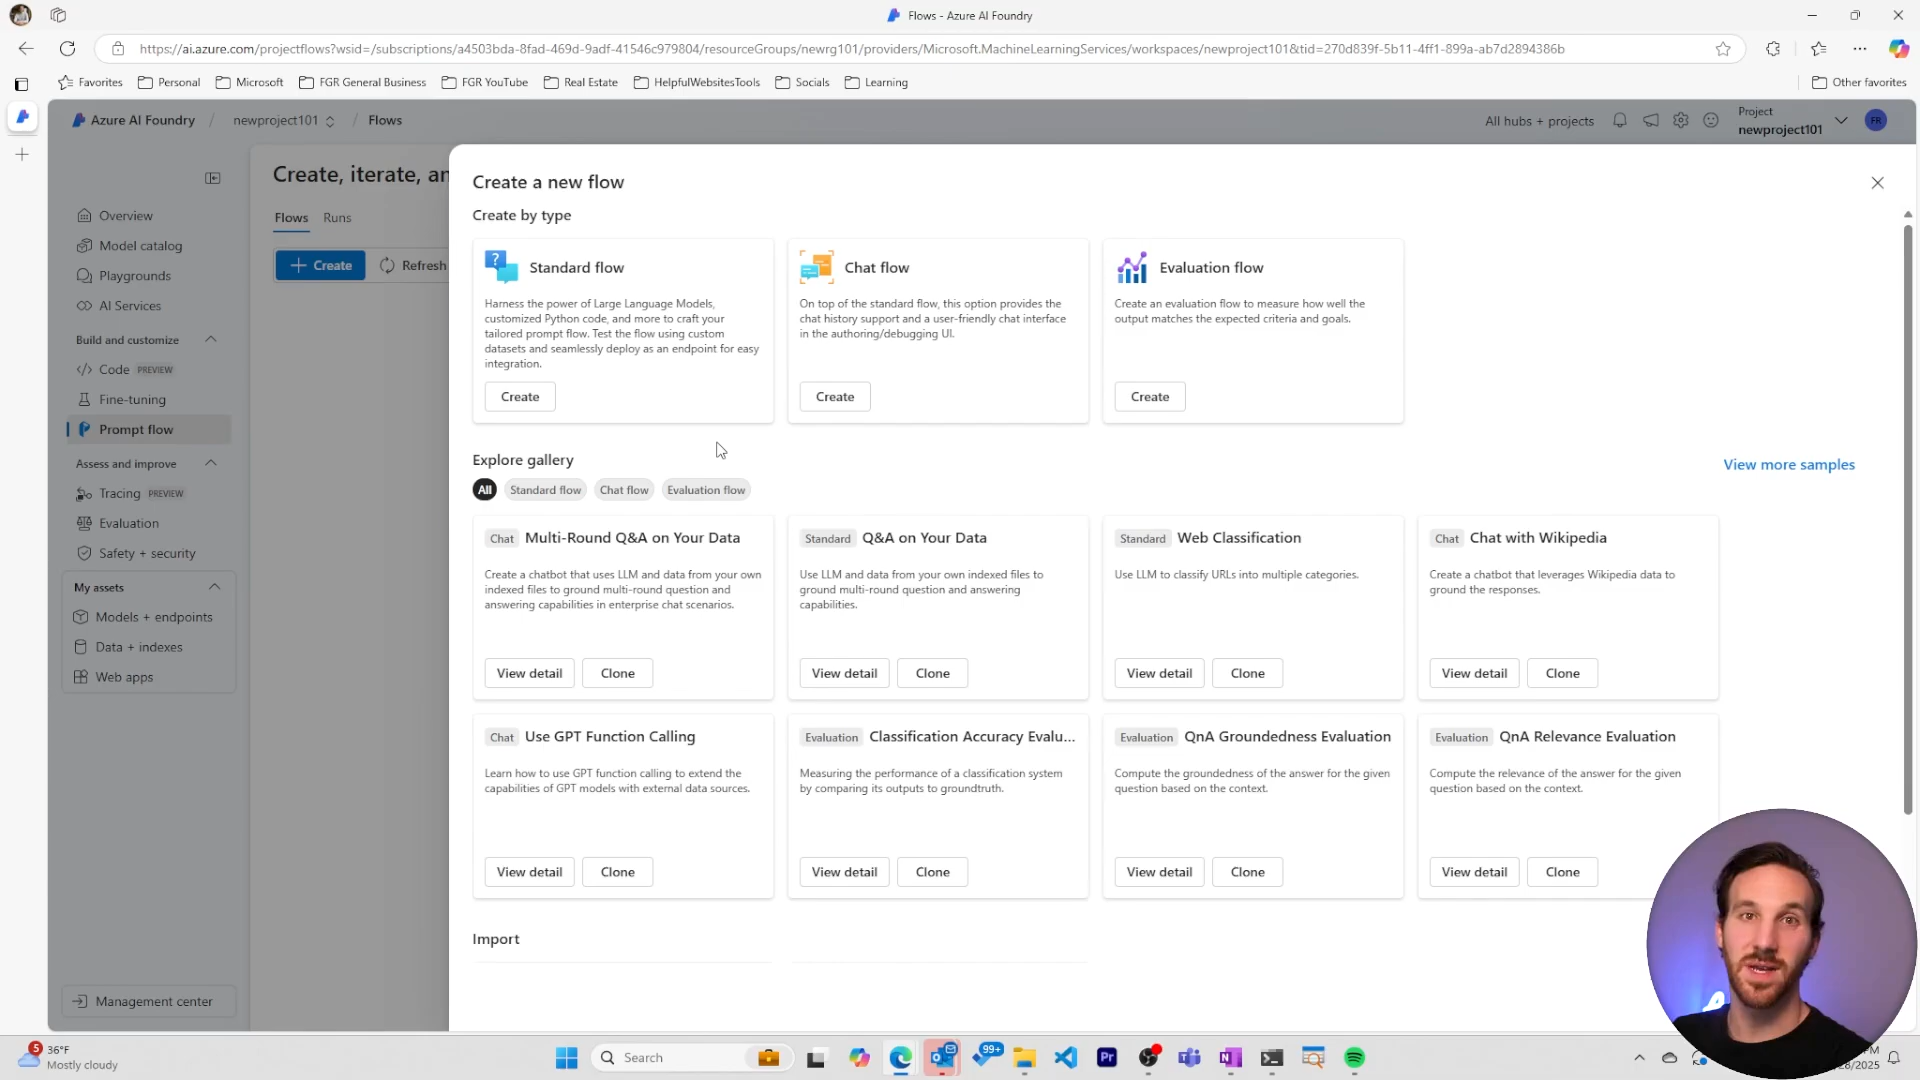 Flows - Azure AI Foundry
https://ai.azure.com/projectflows?wsid=/subscriptions/a4503bda-8fad-469d-9adf-41546c979804/resourceGroups/newrg101/providers/Microsoft.MachineLearningServices/workspaces/newproject101&tid=270d839f-5b11-4ff1-899a-ab7d2894386b
Favorites Personal Microsoft FGR General Business FGR YouTube Real Estate HelpfulWebsitesTools Socials Learning Other favorites
Azure AI Foundry / newproject101 / Flows
All hubs + projects
Project
newproject101
FR
Create, iterate, an
Flows Runs
Create Refresh
Overview
Model catalog
Playgrounds
AI Services
Build and customize
Code PREVIEW
Fine-tuning
Prompt flow
Assess and improve
Tracing PREVIEW
Evaluation
Safety + security
My assets
Models + endpoints
Data + indexes
Web apps
Management center
Create a new flow
Create by type
Standard flow
Harness the power of Large Language Models,
customized Python code, and more to craft your
tailored prompt flow. Test the flow using custom
datasets and seamlessly deploy as an endpoint for easy
integration.
Create
Chat flow
On top of the standard flow, this option provides the
chat history support and a user-friendly chat interface
in the authoring/debugging UI.
Create
Evaluation flow
Create an evaluation flow to measure how well the
output matches the expected criteria and goals.
Create
Explore gallery
View more samples
All Standard flow Chat flow Evaluation flow
Chat Multi-Round Q&A on Your Data
Create a chatbot that uses LLM and data from your own
indexed files to ground multi-round question and
answering capabilities in enterprise chat scenarios.
View detail Clone
Standard Q&A on Your Data
Use LLM and data from your own indexed files to
ground multi-round question and answering
capabilities.
View detail Clone
Standard Web Classification
Use LLM to classify URLs into multiple categories.
View detail Clone
Chat Chat with Wikipedia
Create a chatbot that leverages Wikipedia data to
ground the responses.
View detail Clone
Chat Use GPT Function Calling
Learn how to use GPT function calling to extend the
capabilities of GPT models with external data sources.
View detail Clone
Evaluation Classification Accuracy Evalu...
Measuring the performance of a classification system
by comparing its outputs to groundtruth.
View detail Clone
Evaluation QnA Groundedness Evaluation
Compute the groundedness of the answer for the given
question based on the context.
View detail Clone
Evaluation QnA Relevance Evaluation
Compute the relevance of the answer for the given
question based on the context.
View detail Clone
Import
5
36°F
Mostly cloudy
Search
99+
Pr